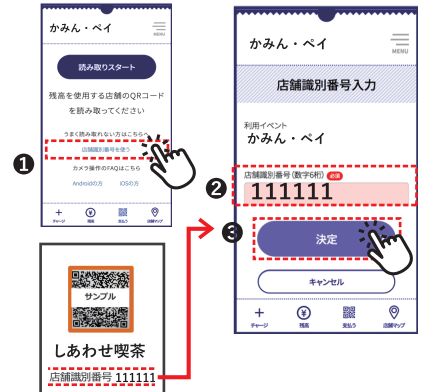 かみん・ペイ
MENU
読み取りスタート
残高を使用する店舗のQRコード
を読み取ってください
うまく読み取れない方はこちらへ
店舗識別番号を使う
カメラ操作のFAQはこちら
Androidの方 iOSの方
チャージ 残高 支払う 店舗マップ
❶
サンプル
しあわせ喫茶
店舗識別番号 111111
かみん・ペイ
MENU
店舗識別番号入力
利用イベント
かみん・ペイ
❷
店舗識別番号(数字6桁) 必須
111111
❸
決定
キャンセル
チャージ 残高 支払う 店舗マップ